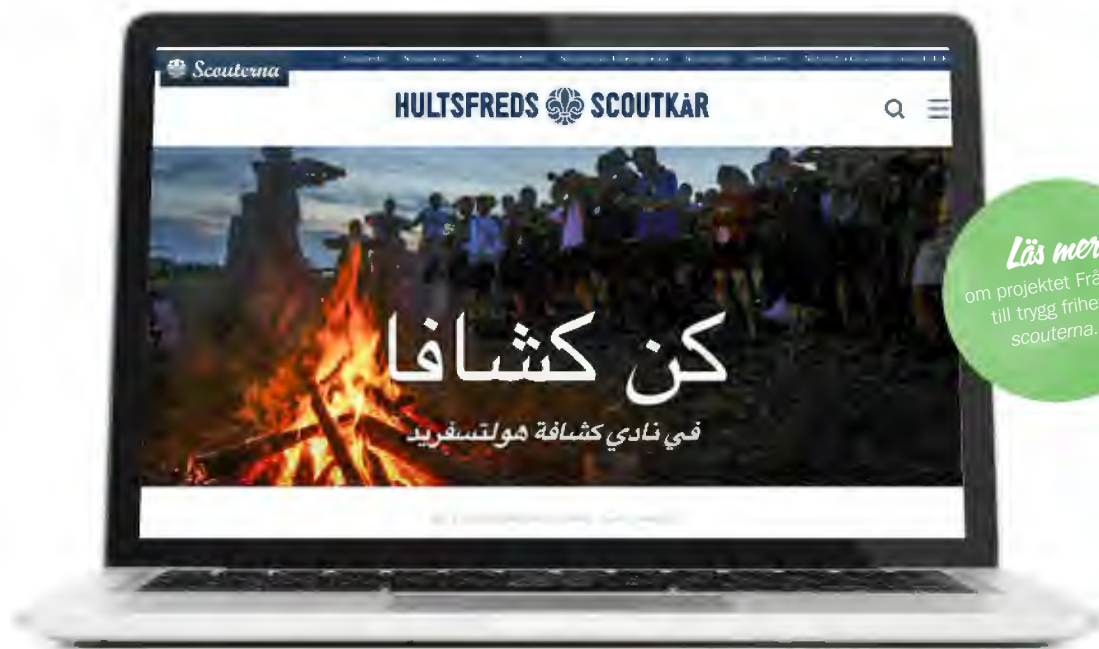 Scouterna
HULTSFREDS SCOUTKÅR
كن كشافا
في نادي كشافة هولتسفريد
Läs mer
om projektet Frå
till trygg frihe
scouterna.